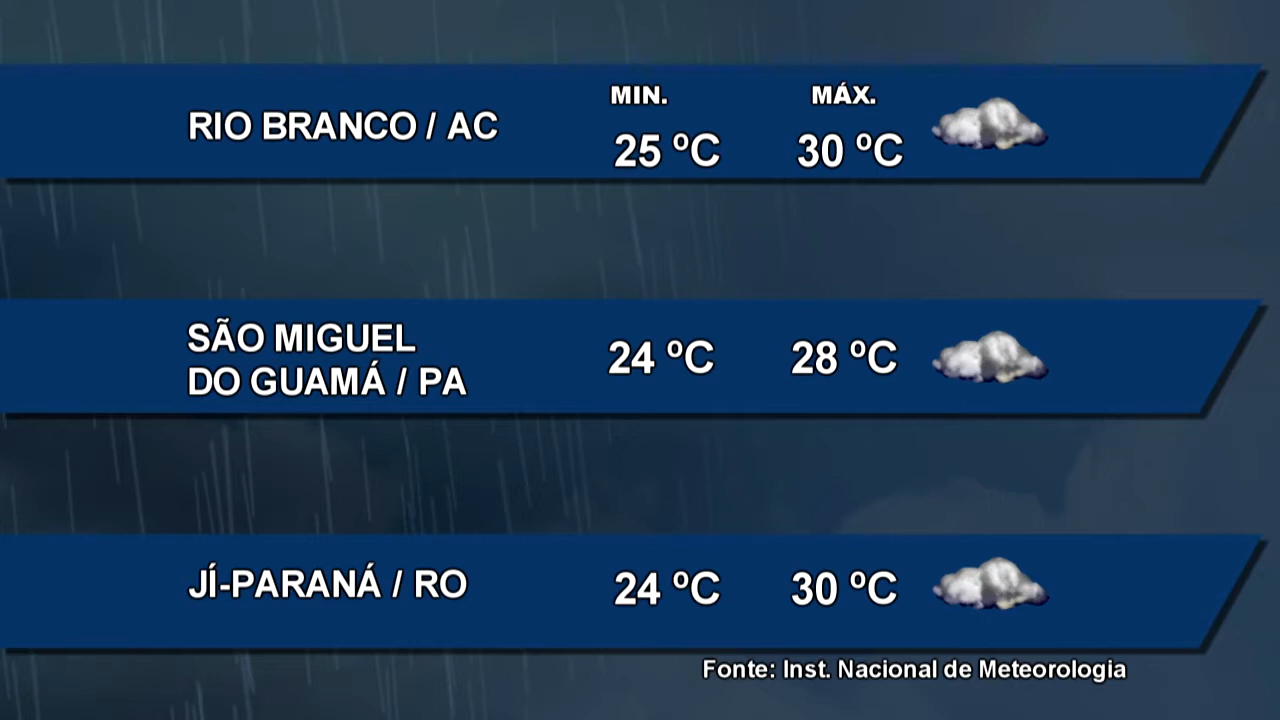 MIN. MÁX.
RIO BRANCO / AC 25 ºC 30 ºC
SÃO MIGUEL
DO GUAMÁ / PA 24 ºC 28 ºC
JÍ-PARANÁ / RO 24 ºC 30 ºC
Fonte: Inst. Nacional de Meteorologia